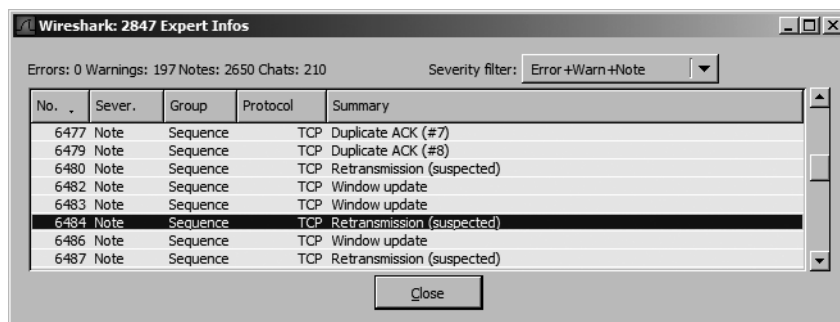 Wireshark: 2847 Expert Infos
Errors: 0 Warnings: 197 Notes: 2650 Chats: 210 Severity filter: Error+Warn+Note
No. Sever. Group Protocol Summary
6477 Note Sequence TCP Duplicate ACK (#7)
6479 Note Sequence TCP Duplicate ACK (#8)
6480 Note Sequence TCP Retransmission (suspected)
6482 Note Sequence TCP Window update
6483 Note Sequence TCP Window update
6484 Note Sequence TCP Retransmission (suspected)
6486 Note Sequence TCP Window update
6487 Note Sequence TCP Retransmission (suspected)
Close